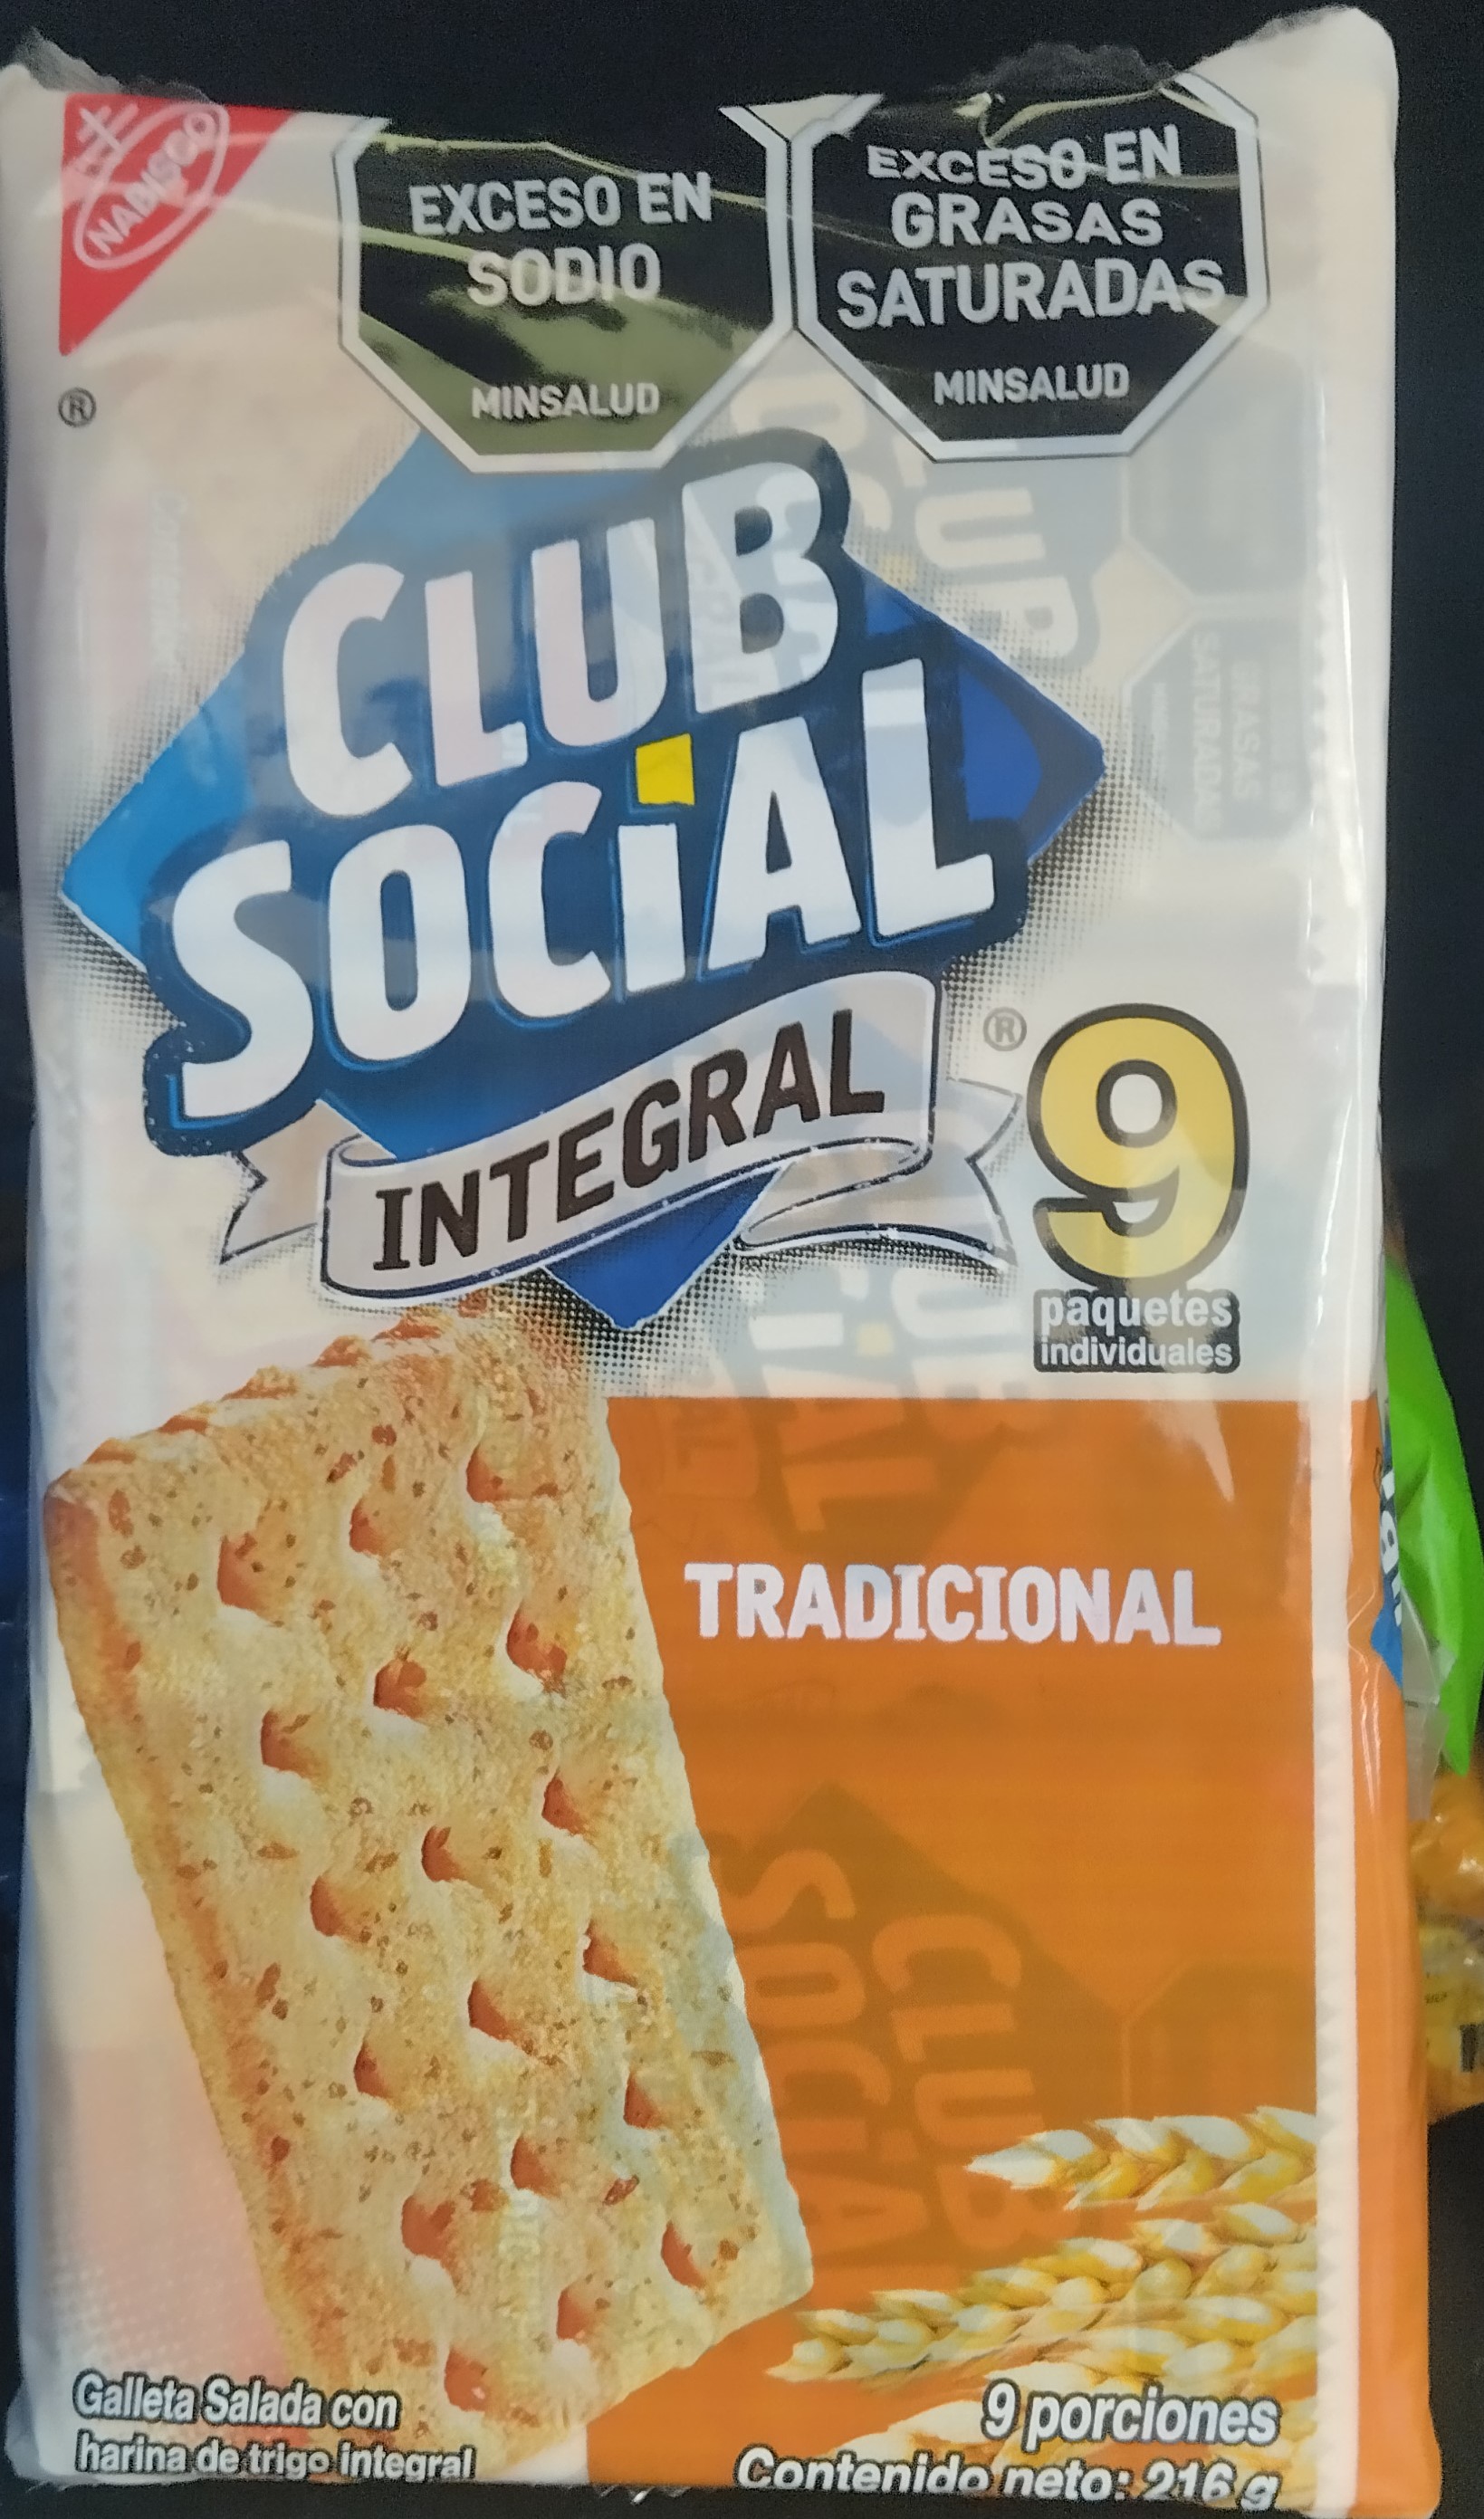 NABISCO
EXCESO EN
SODIO
MINSALUD
EXCESO EN
GRASAS
SATURADAS
MINSALUD
®
CLUB
SOCiAL
INTEGRAL
®
9
paquetes
individuales
TRADICIONAL
Galleta Salada con
harina de trigo integral
9 porciones
Contenido neto: 216 g